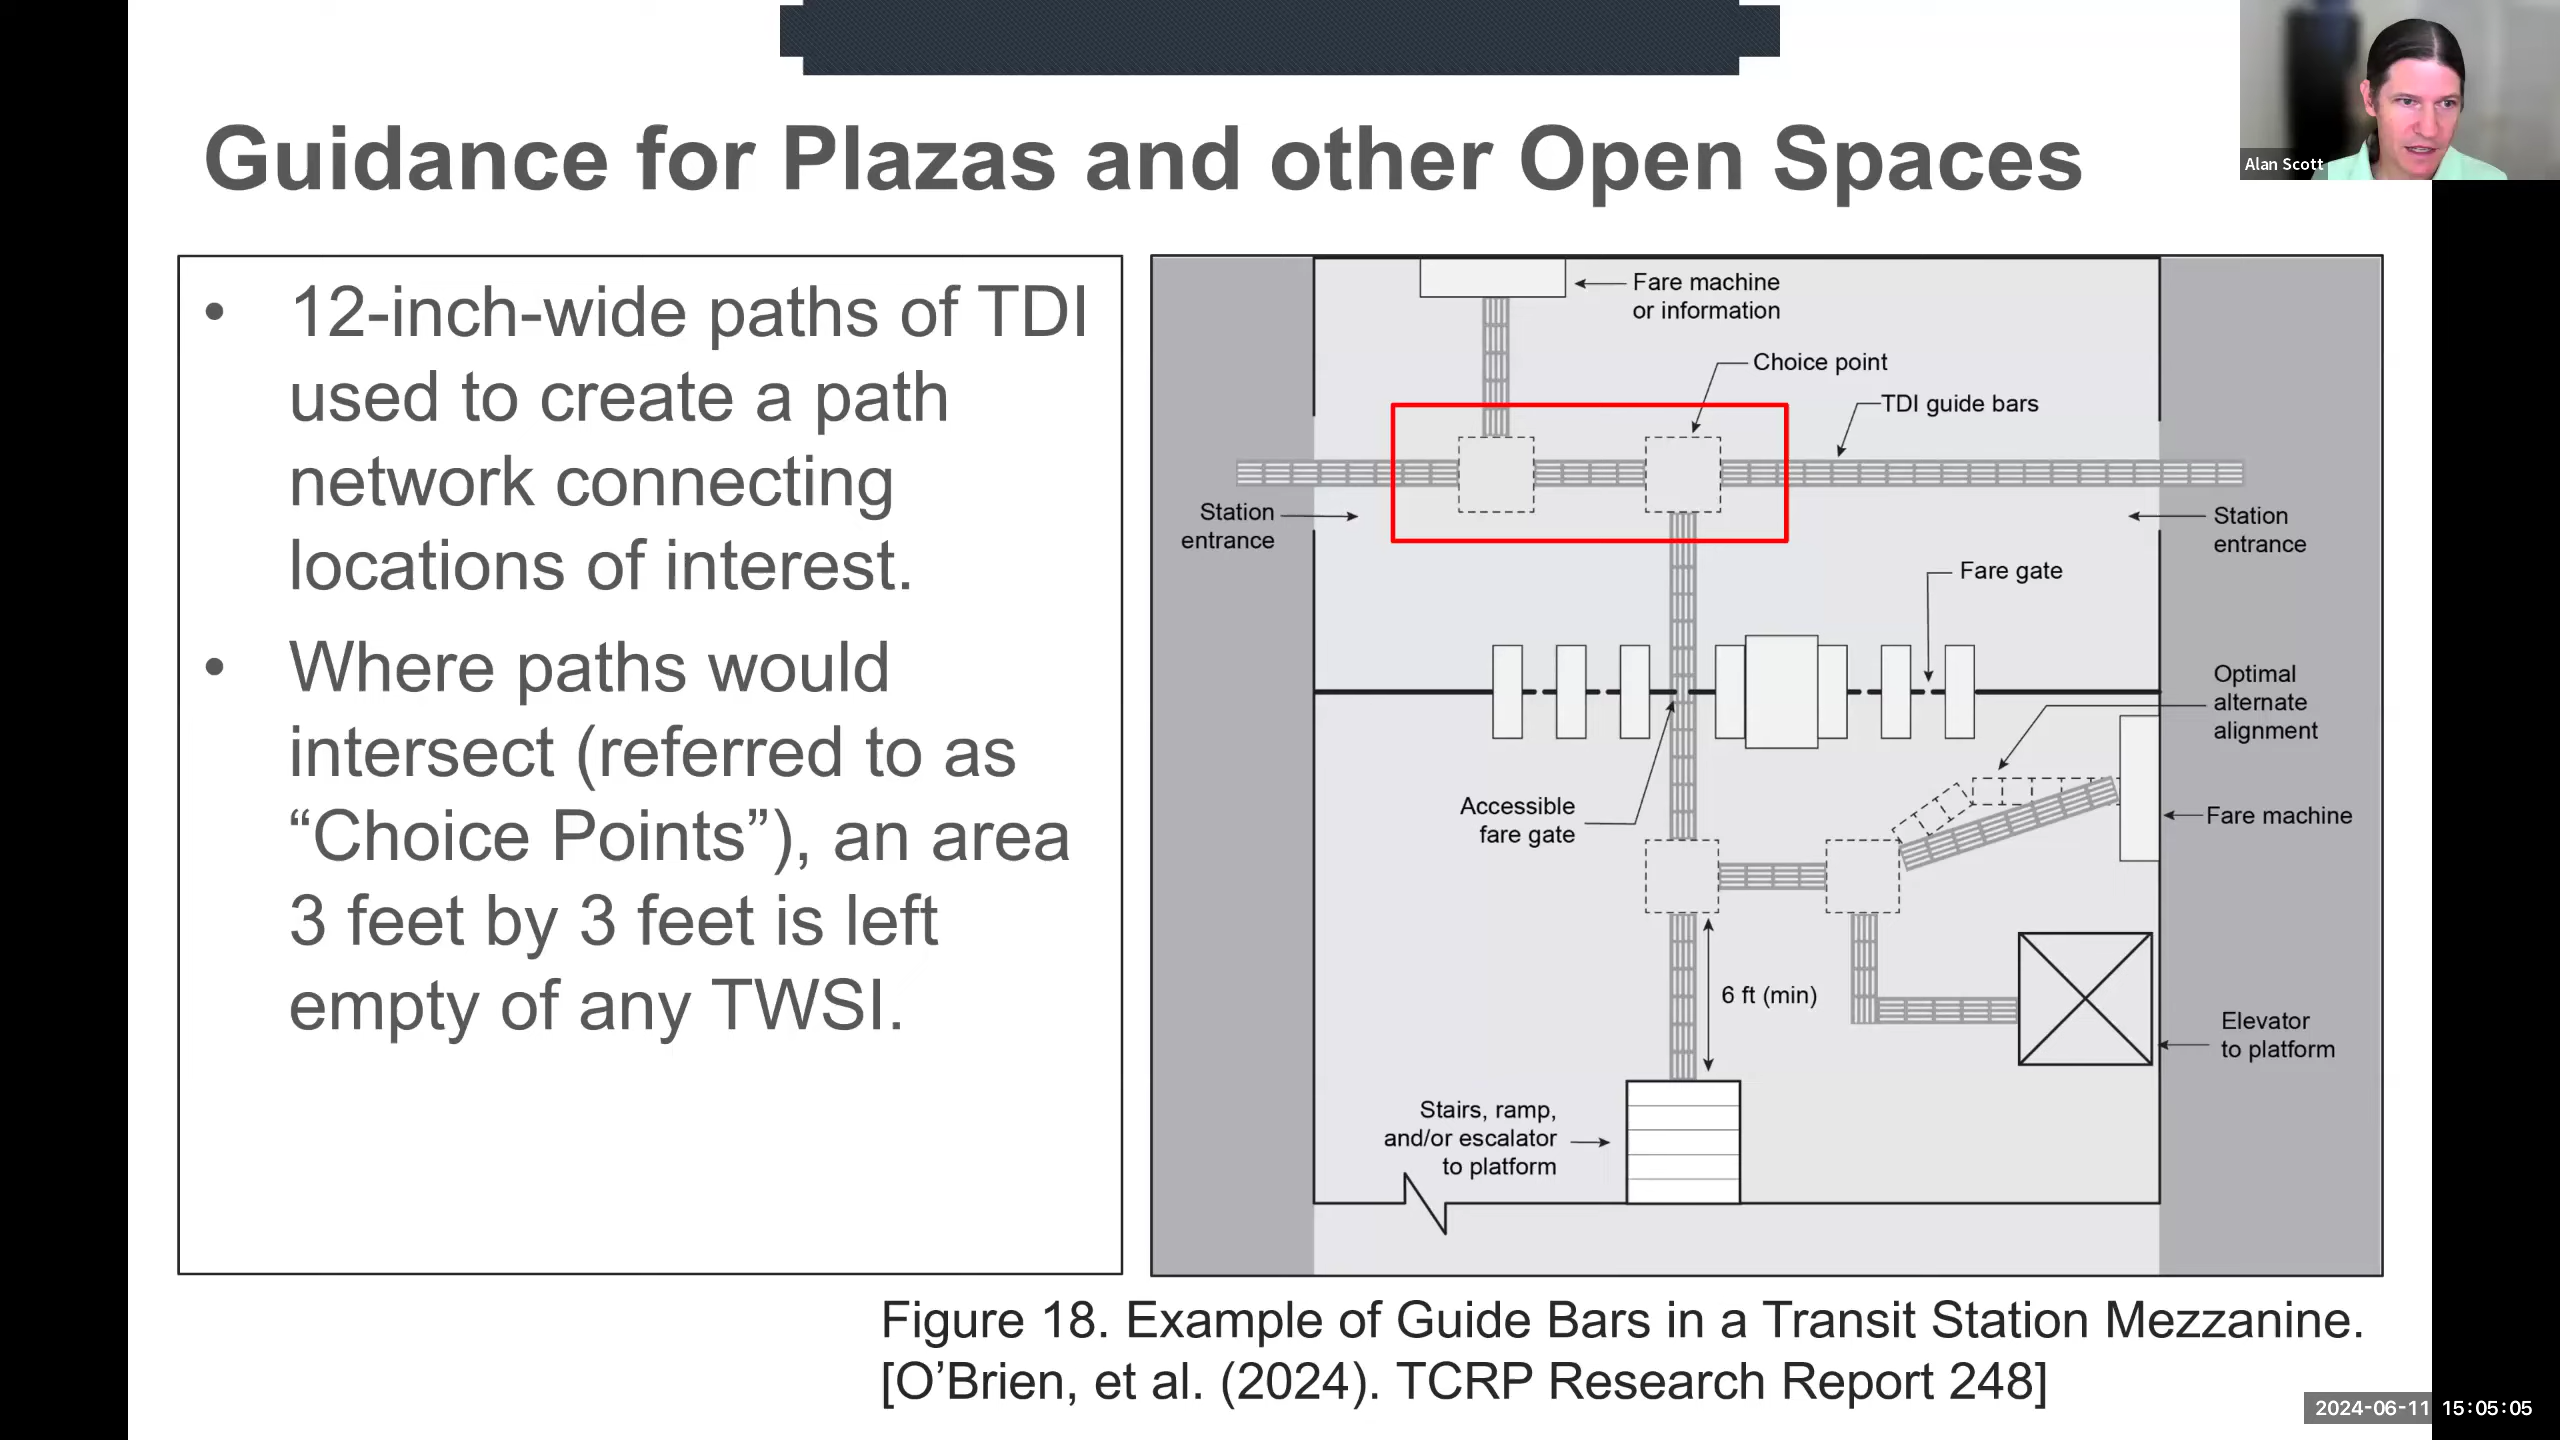 Guidance for Plazas and other Open Spaces
Alan Scott
• 12-inch-wide paths of TDI
used to create a path
network connecting
locations of interest.
• Where paths would
intersect (referred to as
“Choice Points”), an area
3 feet by 3 feet is left
empty of any TWSI.
Fare machine
or information
Choice point
TDI guide bars
Station
entrance
Station
entrance
Fare gate
Optimal
alternate
alignment
Accessible
fare gate
Fare machine
6 ft (min)
Elevator
to platform
Stairs, ramp,
and/or escalator
to platform
Figure 18. Example of Guide Bars in a Transit Station Mezzanine.
[O’Brien, et al. (2024). TCRP Research Report 248]
2024-06-11 15:05:05